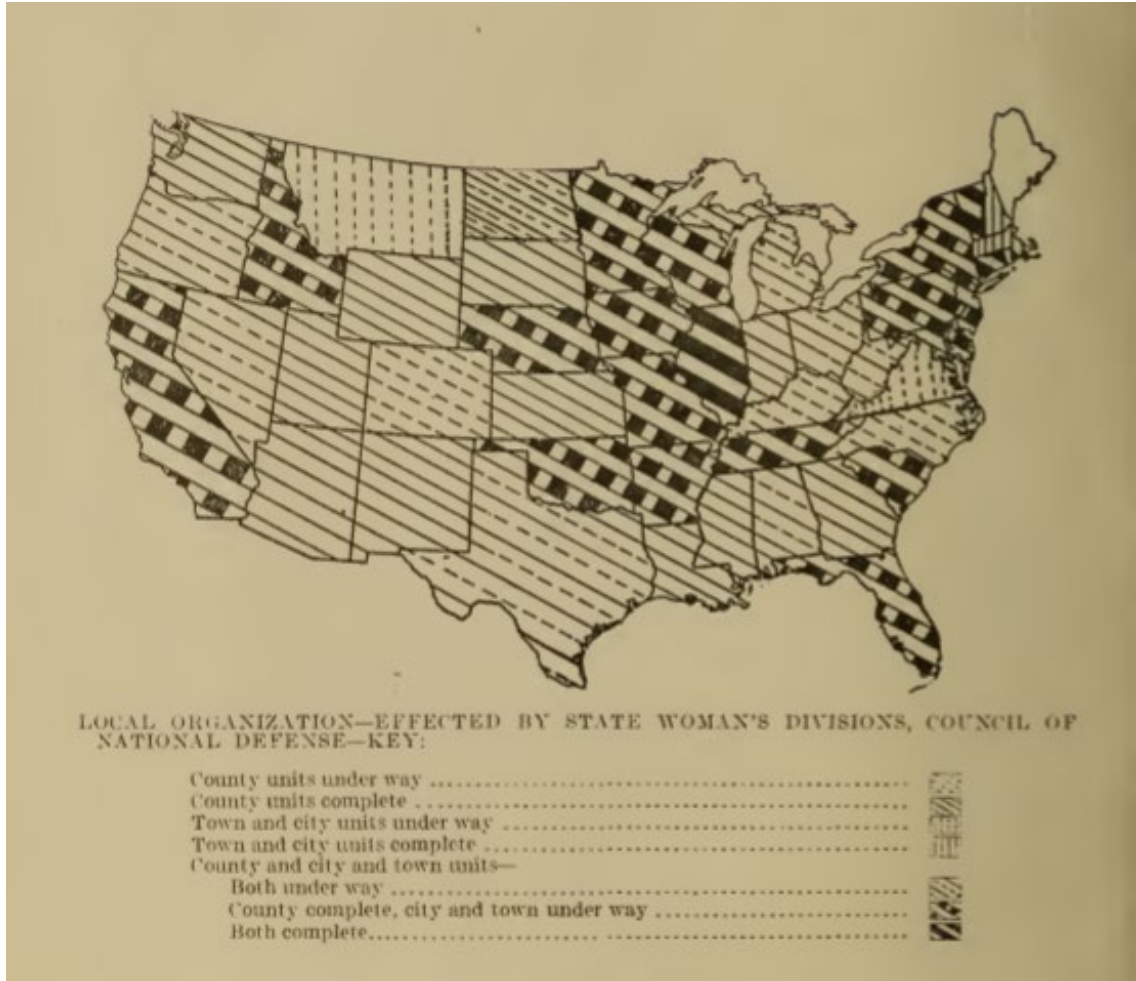 LOCAL ORGANIZATION—EFFECTED BY STATE WOMAN'S DIVISIONS, COUNCIL OF
NATIONAL DEFENSE—KEY:
County units under way
County units complete
Town and city units under way
Town and city units complete
County and city and town units—
Both under way
County complete, city and town under way
Both complete